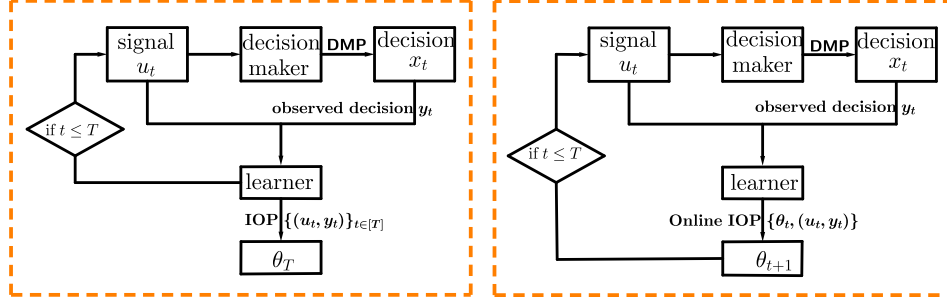 signal
u_t
decision
maker
DMP
decision
x_t
observed decision y_t
if t ≤ T
learner
IOP {(u_t, y_t)}_{t∈[T]}
θ_T
signal
u_t
decision
maker
DMP
decision
x_t
observed decision y_t
if t ≤ T
learner
Online IOP {θ_t, (u_t, y_t)}
θ_{t+1}